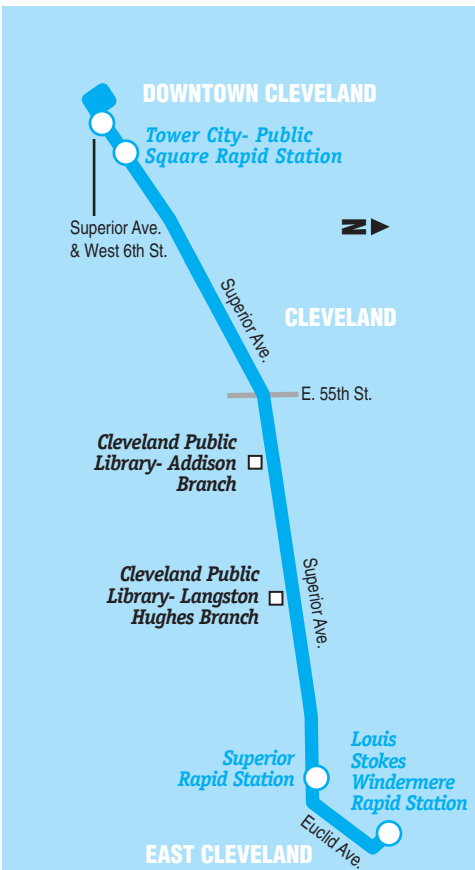 DOWNTOWN CLEVELAND
Tower City- Public
Square Rapid Station
Superior Ave.
& West 6th St.
N
Superior Ave.
CLEVELAND
E. 55th St.
Cleveland Public
Library- Addison
Branch
Cleveland Public
Library- Langston
Hughes Branch
Superior Ave.
Superior
Rapid Station
Louis
Stokes
Windermere
Rapid Station
Euclid Ave.
EAST CLEVELAND